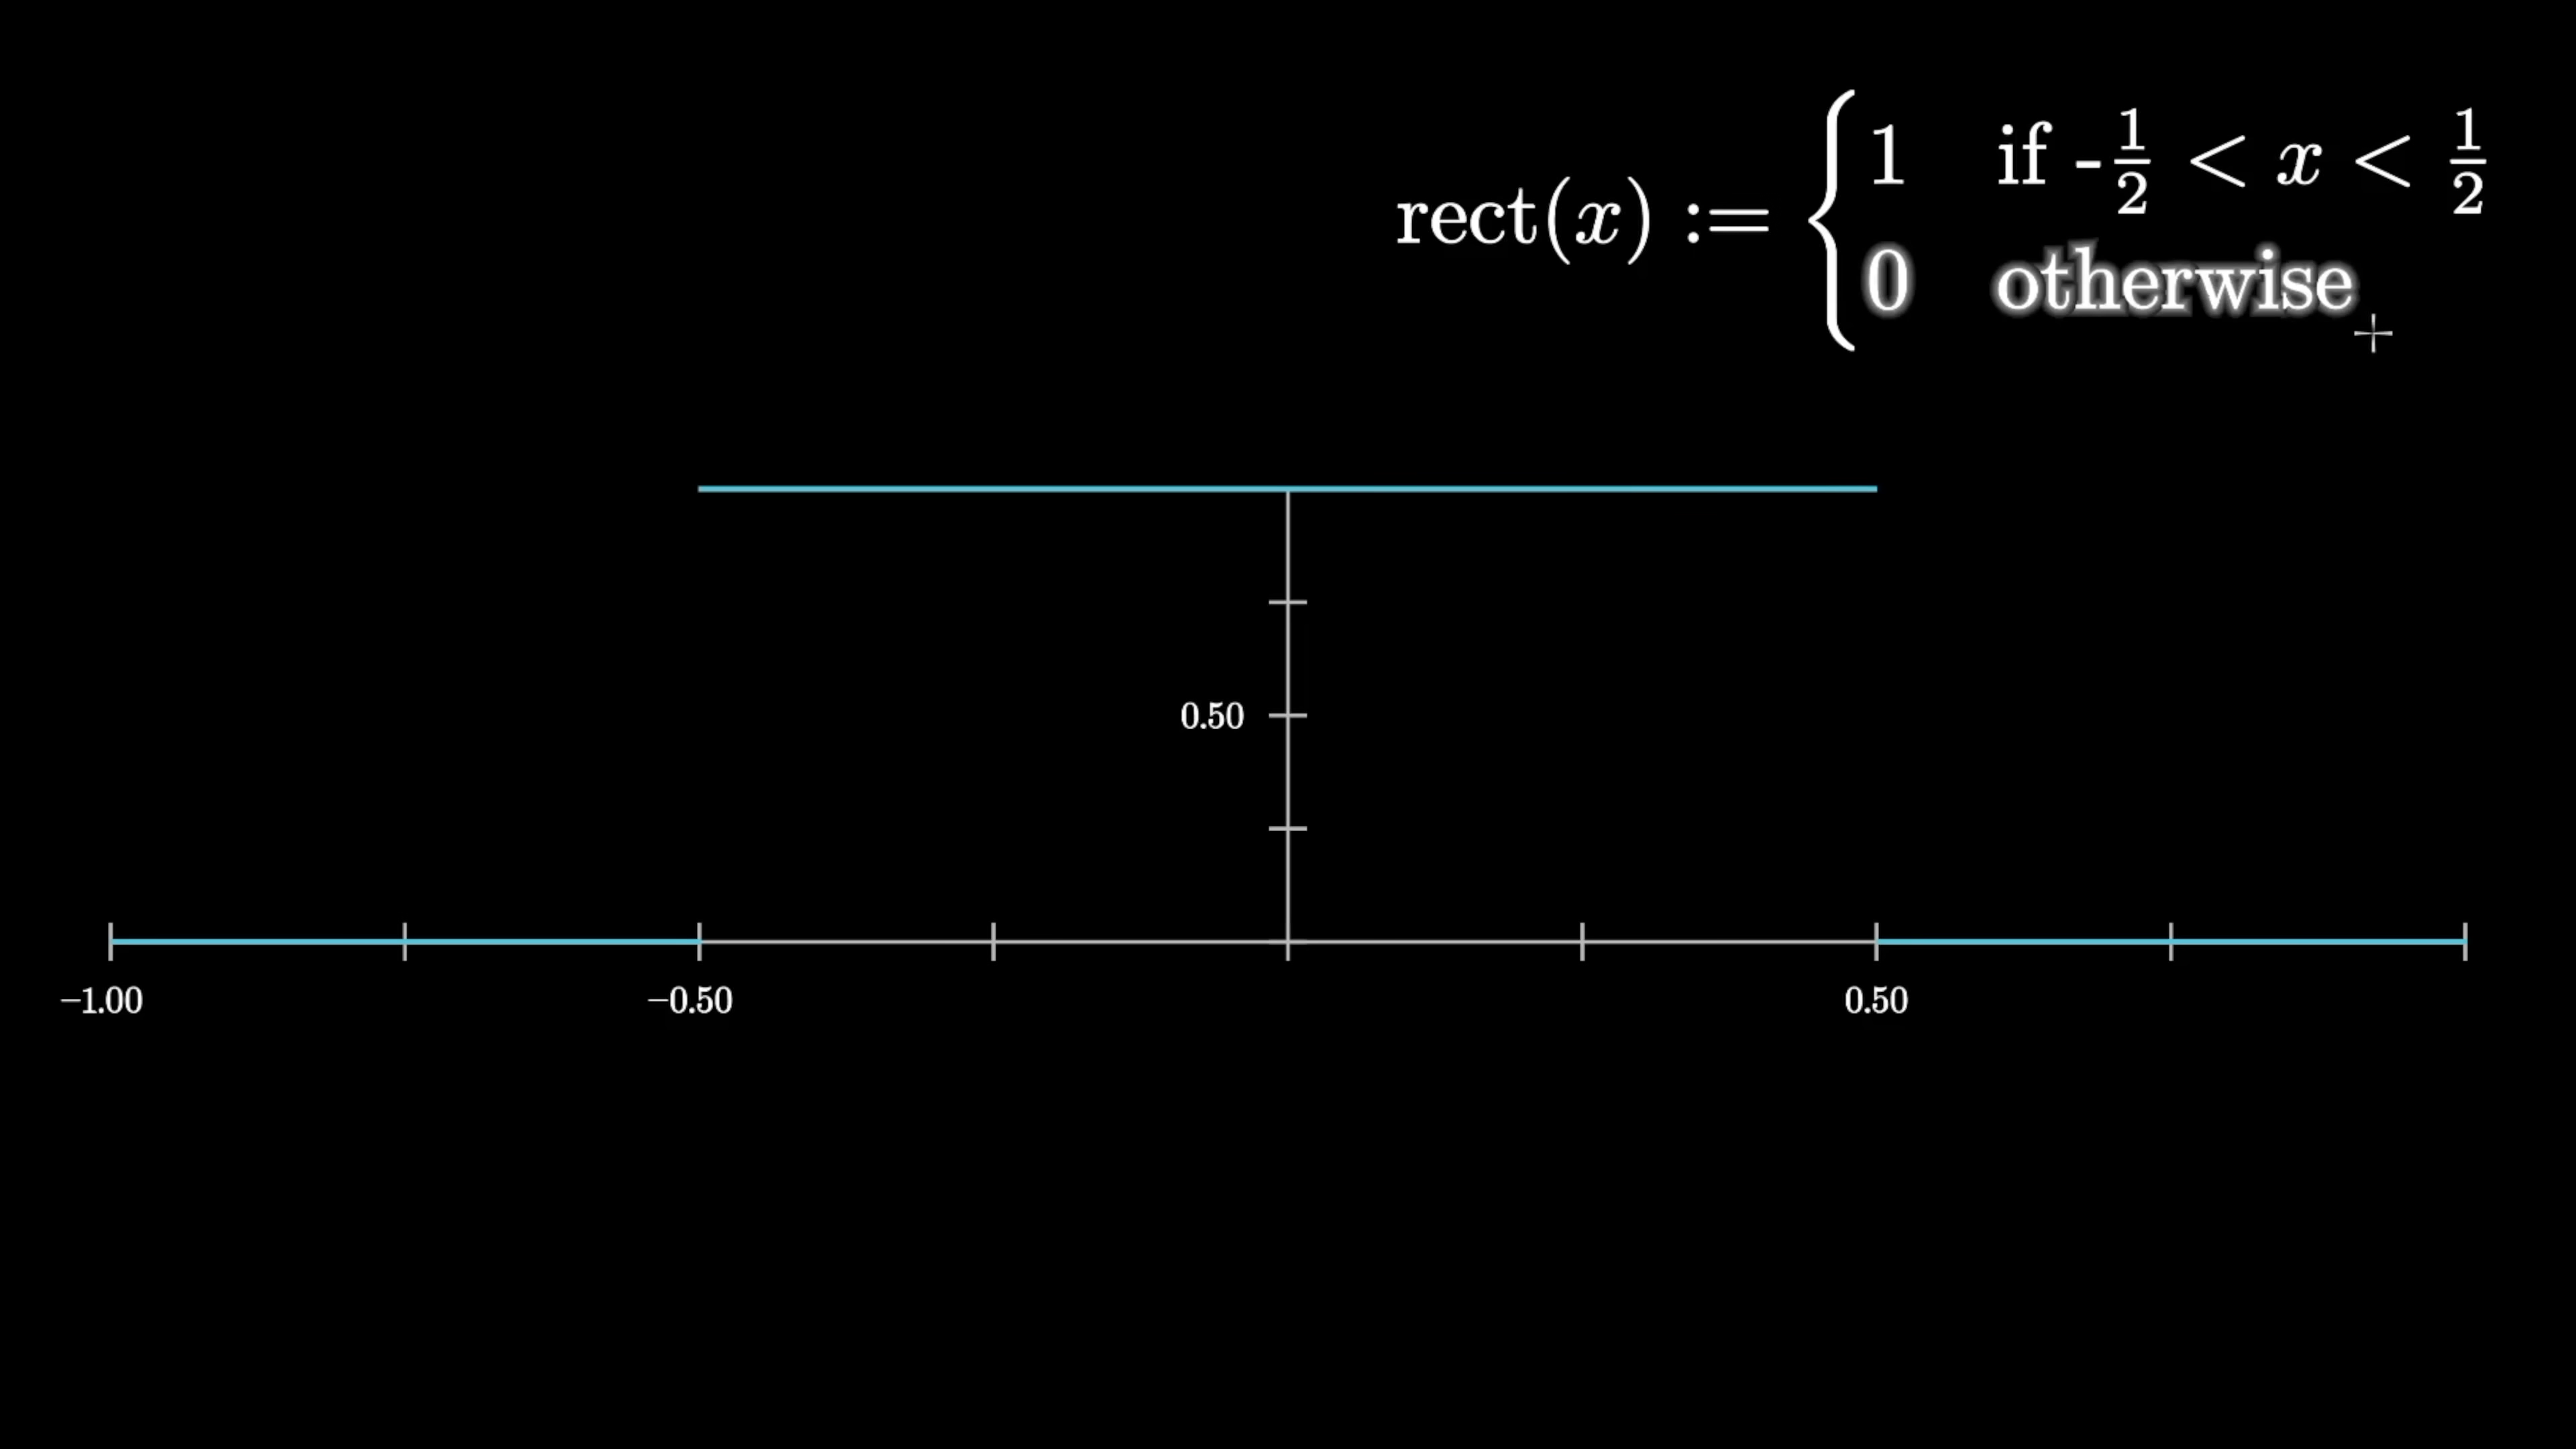 rect(x) := { 1 if -1/2 < x < 1/2
0 otherwise
0.50
−1.00 −0.50 0.50